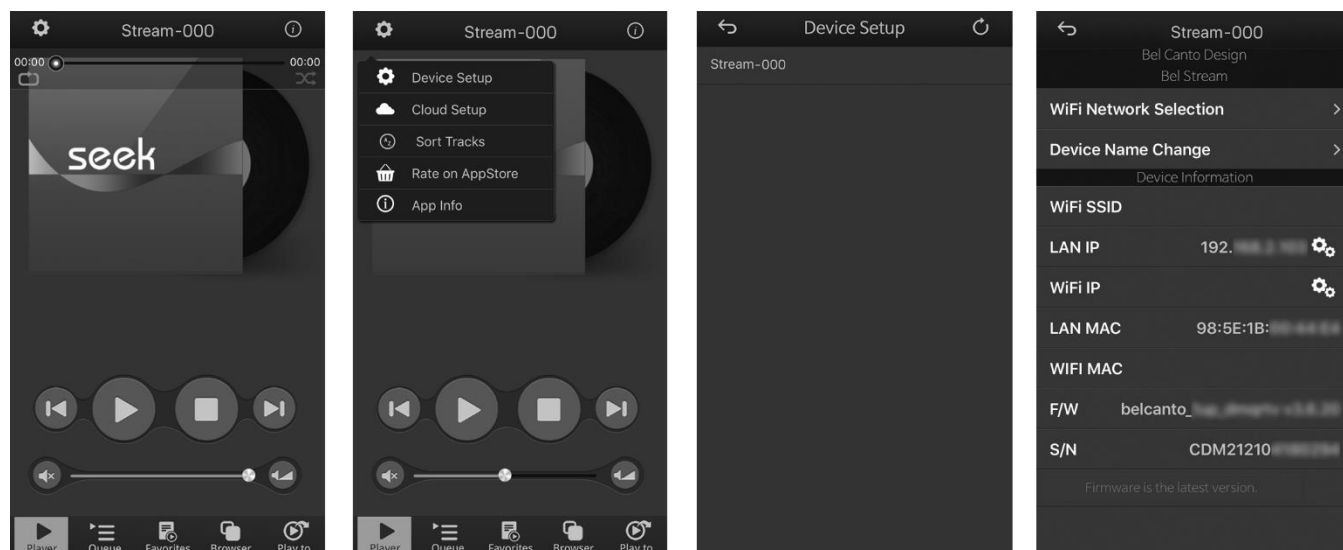 Stream-000
00:00
00:00
seek
Player
Queue
Favorites
Browser
Play to
Stream-000
Device Setup
Cloud Setup
Sort Tracks
Rate on AppStore
App Info
Player
Queue
Favorites
Browser
Play to
Device Setup
Stream-000
Stream-000
Bel Canto Design
Bel Stream
WiFi Network Selection
Device Name Change
Device Information
WiFi SSID
LAN IP 192.
WiFi IP
LAN MAC 98:5E:1B:
WIFI MAC
F/W belcanto_
S/N CDM21210
Firmware is the latest version.